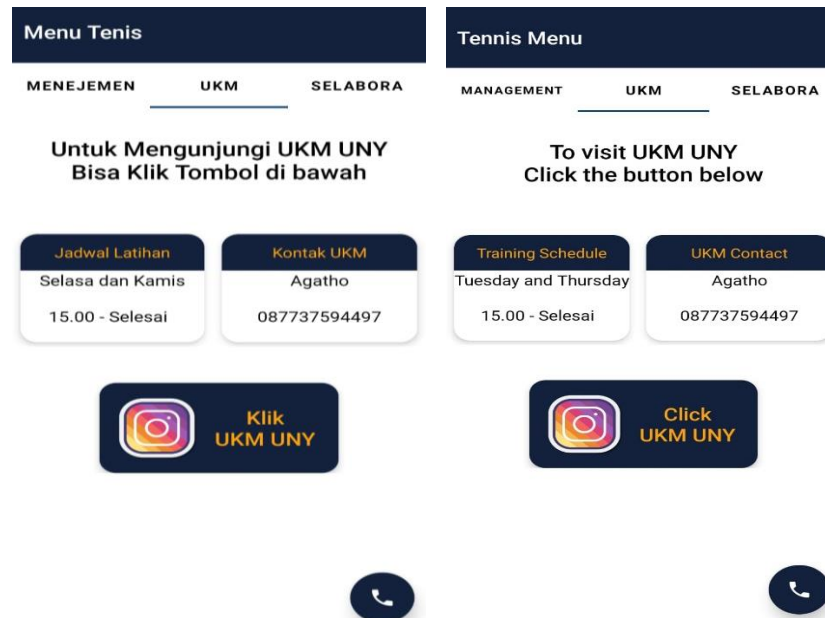 Menu Tenis
MENEJEMEN UKM SELABORA
Untuk Mengunjungi UKM UNY
Bisa Klik Tombol di bawah
Jadwal Latihan
Selasa dan Kamis
15.00 - Selesai
Kontak UKM
Agatho
087737594497
Klik
UKM UNY
Tennis Menu
MANAGEMENT UKM SELABORA
To visit UKM UNY
Click the button below
Training Schedule
Tuesday and Thursday
15.00 - Selesai
UKM Contact
Agatho
087737594497
Click
UKM UNY